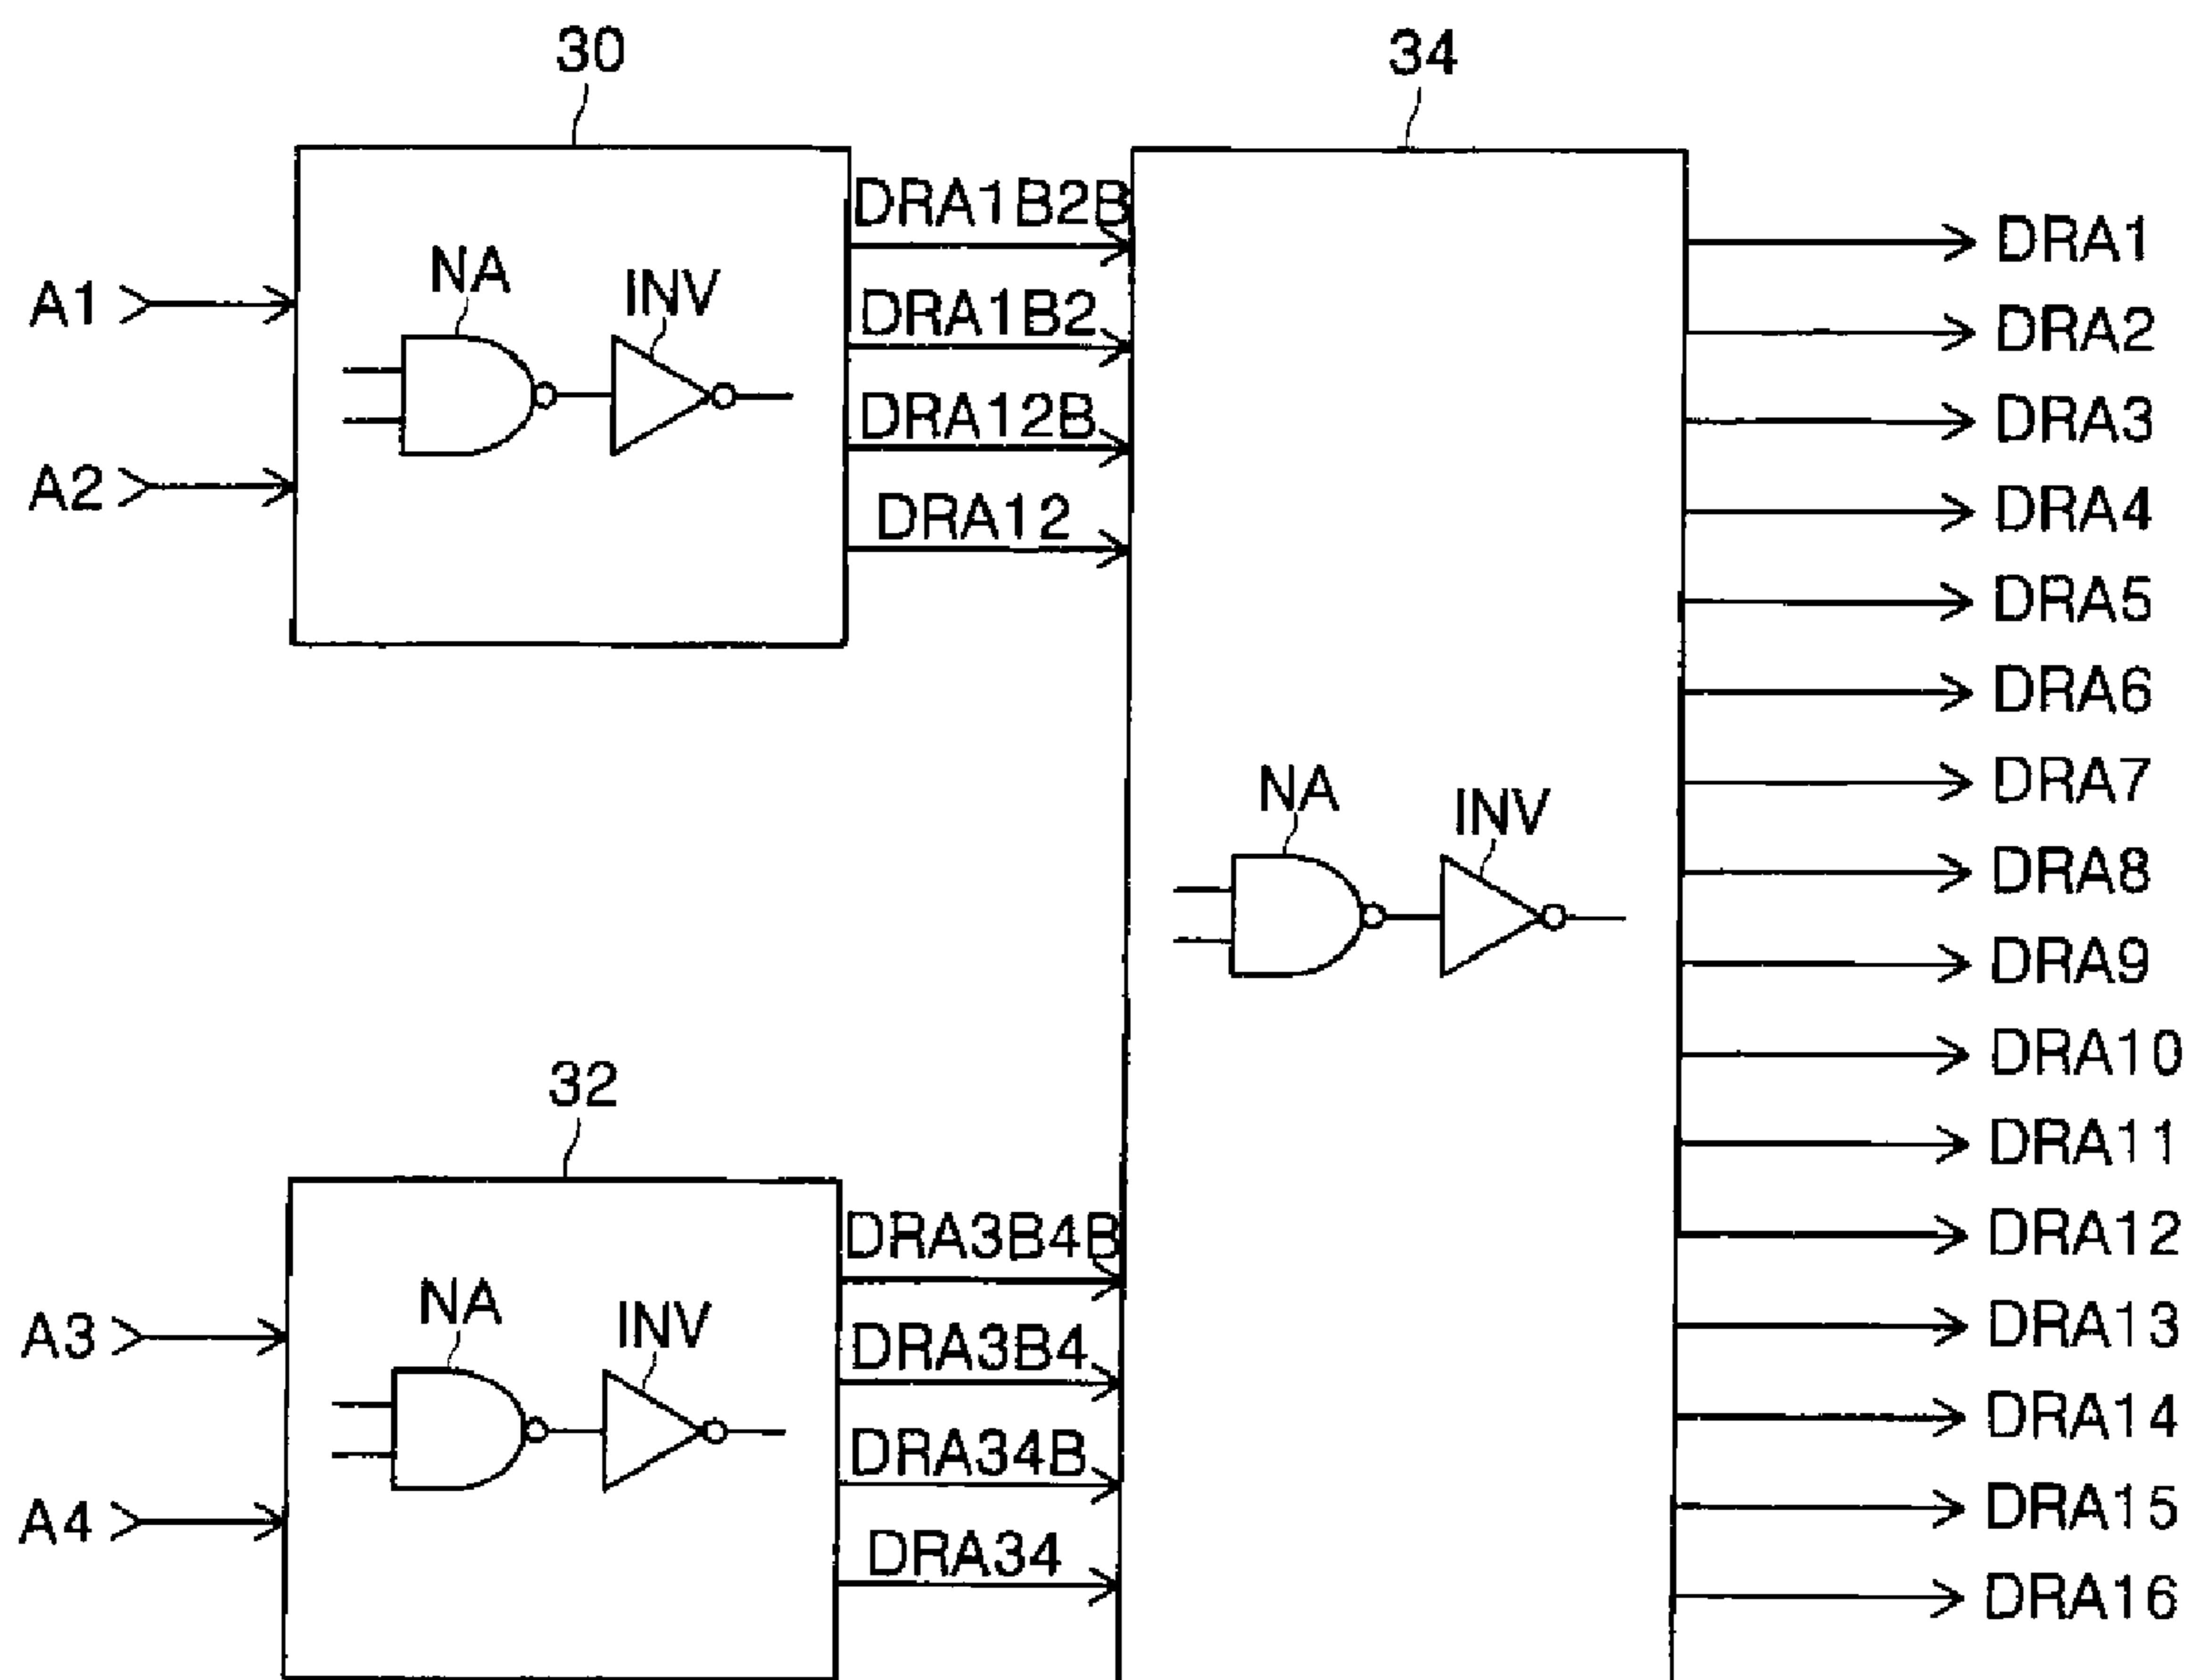 30
34
DRA1B2B
DRA1
NA
INV
A1
DRA1B2
DRA2
DRA12B
DRA3
A2
DRA12
DRA4
DRA5
DRA6
NA
INV
DRA7
DRA8
DRA9
32
DRA10
DRA11
DRA3B4B
DRA12
NA
INV
A3
DRA3B4
DRA13
DRA34B
DRA14
A4
DRA34
DRA15
DRA16